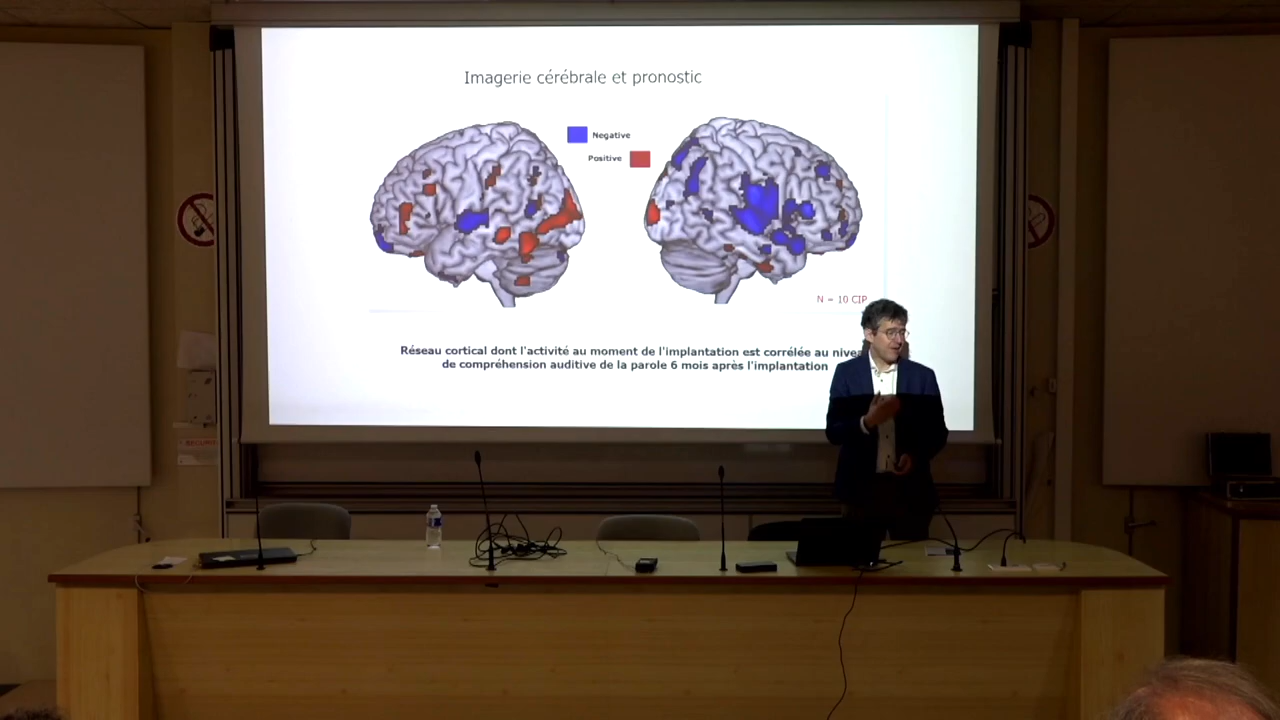 Imagerie cérébrale et pronostic
Negative
Positive
N = 10 CIP
Réseau cortical dont l'activité au moment de l'implantation est corrélée au
de compréhension auditive de la parole 6 mois après l'implantation
SECURITE